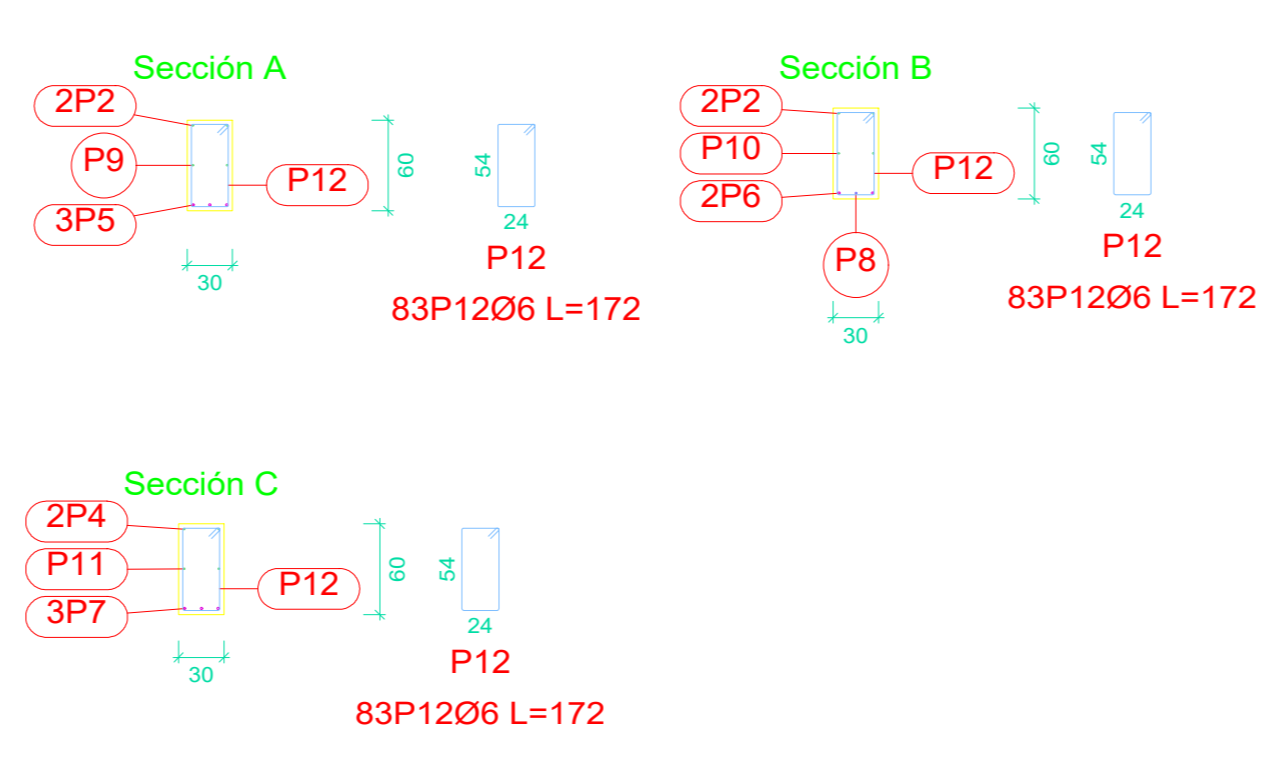 Sección A
2P2
P9
3P5
P12
60
30
54
24
P12
83P12Ø6 L=172
Sección B
2P2
P10
2P6
P8
P12
60
30
54
24
P12
83P12Ø6 L=172
Sección C
2P4
P11
3P7
P12
60
30
54
24
P12
83P12Ø6 L=172